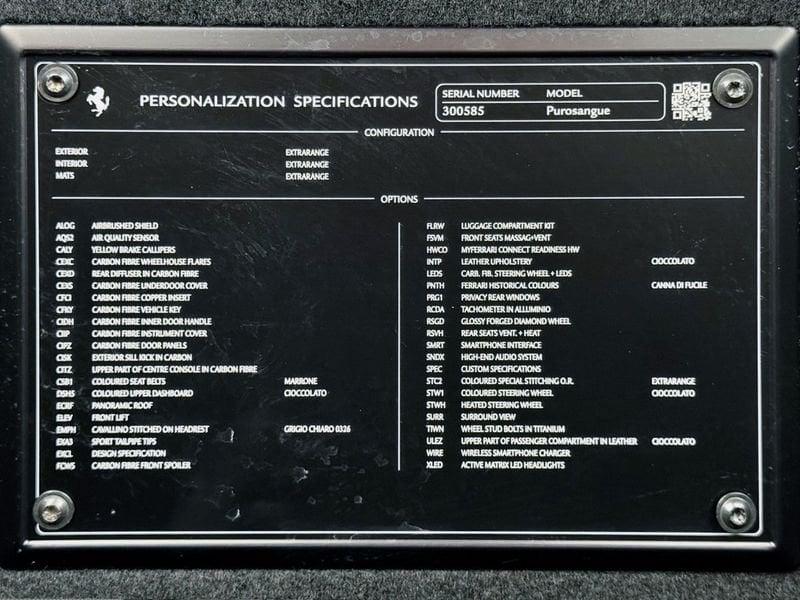 PERSONALIZATION SPECIFICATIONS
SERIAL NUMBER MODEL
300585 Purosangue
CONFIGURATION
EXTERIOR EXTRARANGE
INTERIOR EXTRARANGE
MATS EXTRARANGE
OPTIONS
ALOG AIRBRUSHED SHIELD
AQS2 AIR QUALITY SENSOR
CALY YELLOW BRAKE CALLIPERS
CEXC CARBON FIBRE WHEELHOUSE FLARES
CEXD REAR DIFFUSER IN CARBON FIBRE
CEXS CARBON FIBRE UNDERDOOR COVER
CFCI CARBON FIBRE COPPER INSERT
CFKY CARBON FIBRE VEHICLE KEY
CIDH CARBON FIBRE INNER DOOR HANDLE
CIIP CARBON FIBRE INSTRUMENT COVER
CIPZ CARBON FIBRE DOOR PANELS
CISK EXTERIOR SILL KICK IN CARBON
CITZ UPPER PART OF CENTRE CONSOLE IN CARBON FIBRE
CSB1 COLOURED SEAT BELTS MARRONE
DSH5 COLOURED UPPER DASHBOARD CIOCCOLATO
ECRF PANORAMIC ROOF
ELEV FRONT LIFT
EMPH CAVALLINO STITCHED ON HEADREST GRIGIO CHIARO 0326
EXA3 SPORT TAILPIPE TIPS
EXCL DESIGN SPECIFICATION
FCWS CARBON FIBRE FRONT SPOILER
FLRW LUGGAGE COMPARTMENT KIT
FSVM FRONT SEATS MASSAG+VENT
HWCO MYFERRARI CONNECT READINESS HW
INTP LEATHER UPHOLSTERY CIOCCOLATO
LEDS CARB. FIB. STEERING WHEEL + LEDS
PNTH FERRARI HISTORICAL COLOURS CANNA DI FUCILE
PRG1 PRIVACY REAR WINDOWS
RCDA TACHOMETER IN ALLUMINIO
RSGD GLOSSY FORGED DIAMOND WHEEL
RSVH REAR SEATS VENT. + HEAT
SMRT SMARTPHONE INTERFACE
SNDX HIGH-END AUDIO SYSTEM
SPEC CUSTOM SPECIFICATIONS
STC2 COLOURED SPECIAL STITCHING O.R. EXTRARANGE
STW1 COLOURED STEERING WHEEL CIOCCOLATO
STWH HEATED STEERING WHEEL
SURR SURROUND VIEW
TIWN WHEEL STUD BOLTS IN TITANIUM
ULEZ UPPER PART OF PASSENGER COMPARTMENT IN LEATHER CIOCCOLATO
WIRE WIRELESS SMARTPHONE CHARGER
XLED ACTIVE MATRIX LED HEADLIGHTS